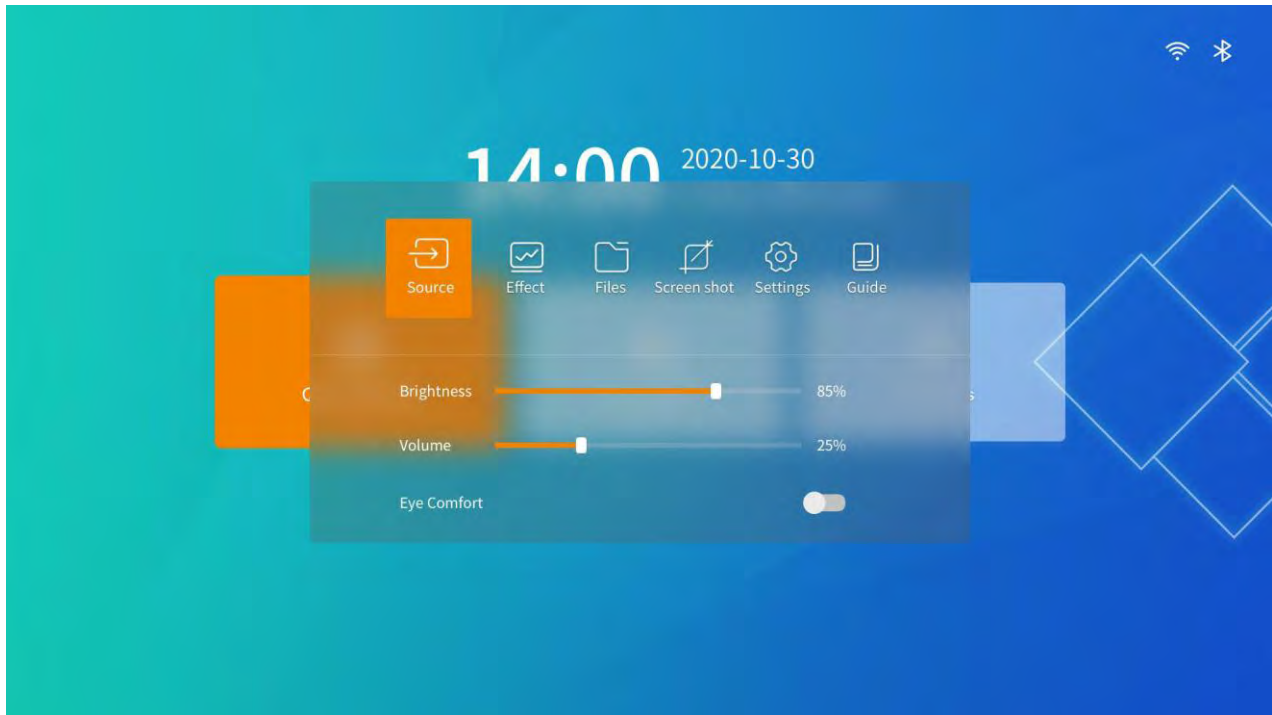 14:00 2020-10-30
Source Effect Files Screen shot Settings Guide
Brightness 85%
Volume 25%
Eye Comfort